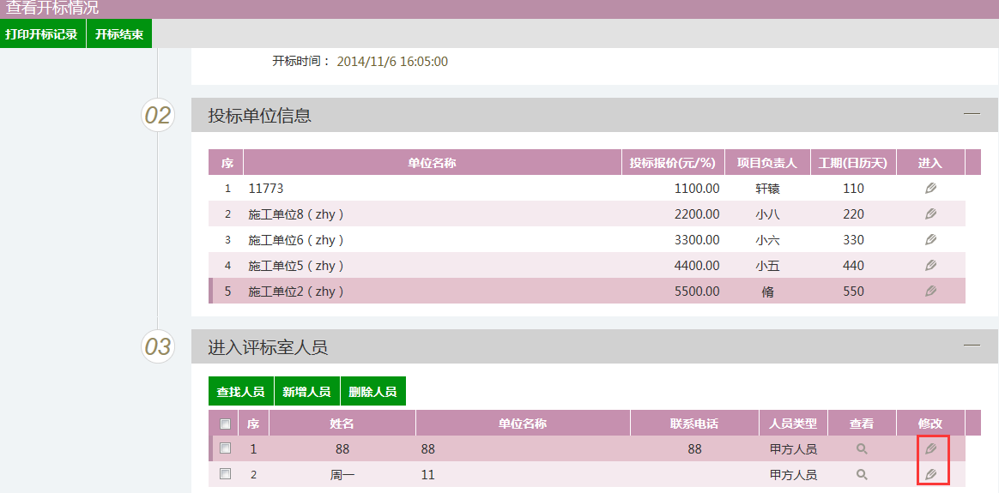 查看开标情况
打印开标记录 开标结束
开标时间： 2014/11/6 16:05:00
02 投标单位信息
序 单位名称 投标报价(元/%) 项目负责人 工期(日历天) 进入
1 11773 1100.00 轩辕 110
2 施工单位8（zhy） 2200.00 小八 220
3 施工单位6（zhy） 3300.00 小六 330
4 施工单位5（zhy） 4400.00 小五 440
5 施工单位2（zhy） 5500.00 脩 550
03 进入评标室人员
查找人员 新增人员 删除人员
序 姓名 单位名称 联系电话 人员类型 查看 修改
1 88 88 88 甲方人员
2 周一 11 甲方人员